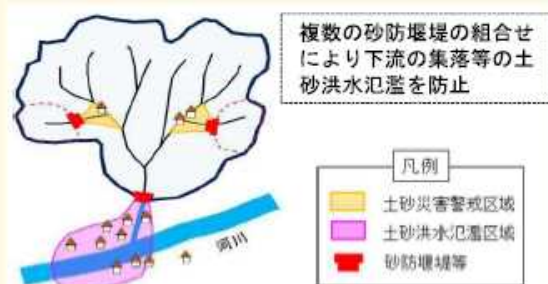 複数の砂防堰堤の組合せ
により下流の集落等の土
砂洪水氾濫を防止
凡例
土砂災害警戒区域
土砂洪水氾濫区域
砂防堰堤等
河川